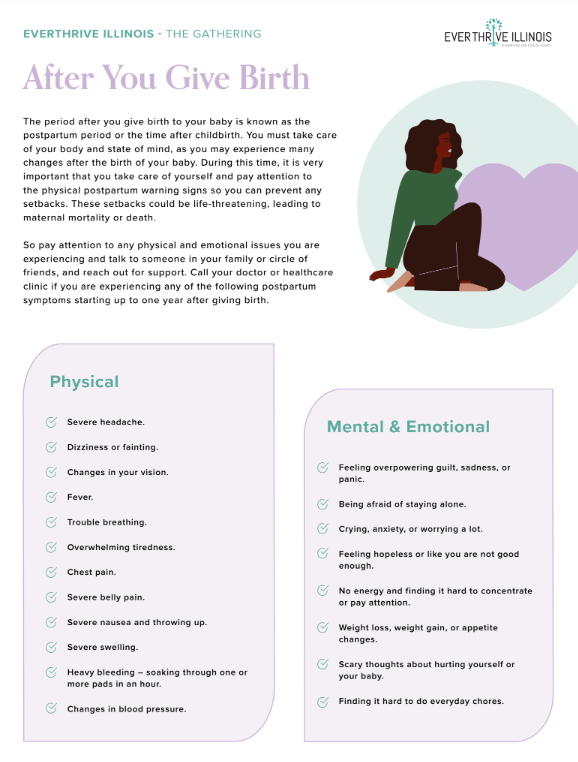 EVERTHRIVE ILLINOIS - THE GATHERING
EVERTHRIVE ILLINOIS
After You Give Birth
The period after you give birth to your baby is known as the
postpartum period or the time after childbirth. You must take care
of your body and state of mind, as you may experience many
changes after the birth of your baby. During this time, it is very
important that you take care of yourself and pay attention to
the physical postpartum warning signs so you can prevent any
setbacks. These setbacks could be life-threatening, leading to
maternal mortality or death.
So pay attention to any physical and emotional issues you are
experiencing and talk to someone in your family or circle of
friends, and reach out for support. Call your doctor or healthcare
clinic if you are experiencing any of the following postpartum
symptoms starting up to one year after giving birth.
Physical
Severe headache.
Dizziness or fainting.
Changes in your vision.
Fever.
Trouble breathing.
Overwhelming tiredness.
Chest pain.
Severe belly pain.
Severe nausea and throwing up.
Severe swelling.
Heavy bleeding – soaking through one or
more pads in an hour.
Changes in blood pressure.
Mental & Emotional
Feeling overpowering guilt, sadness, or
panic.
Being afraid of staying alone.
Crying, anxiety, or worrying a lot.
Feeling hopeless or like you are not good
enough.
No energy and finding it hard to concentrate
or pay attention.
Weight loss, weight gain, or appetite
changes.
Scary thoughts about hurting yourself or
your baby.
Finding it hard to do everyday chores.